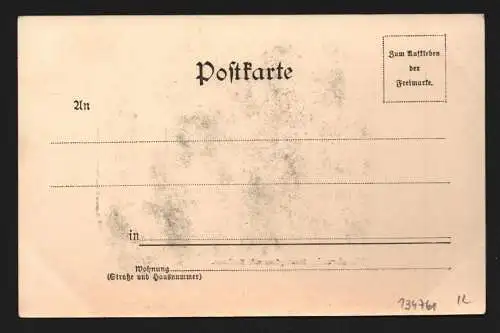 Postkarte
Zum Aufkleben
der
Freimarke.
An
in
Wohnung
(Straße und Hausnummer)
134761 12